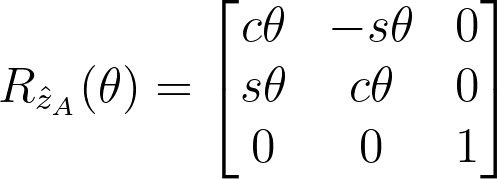 $R_{\hat{z}_A}(\theta) = \begin{bmatrix} c\theta & -s\theta & 0 \\ s\theta & c\theta & 0 \\ 0 & 0 & 1 \end{bmatrix}$